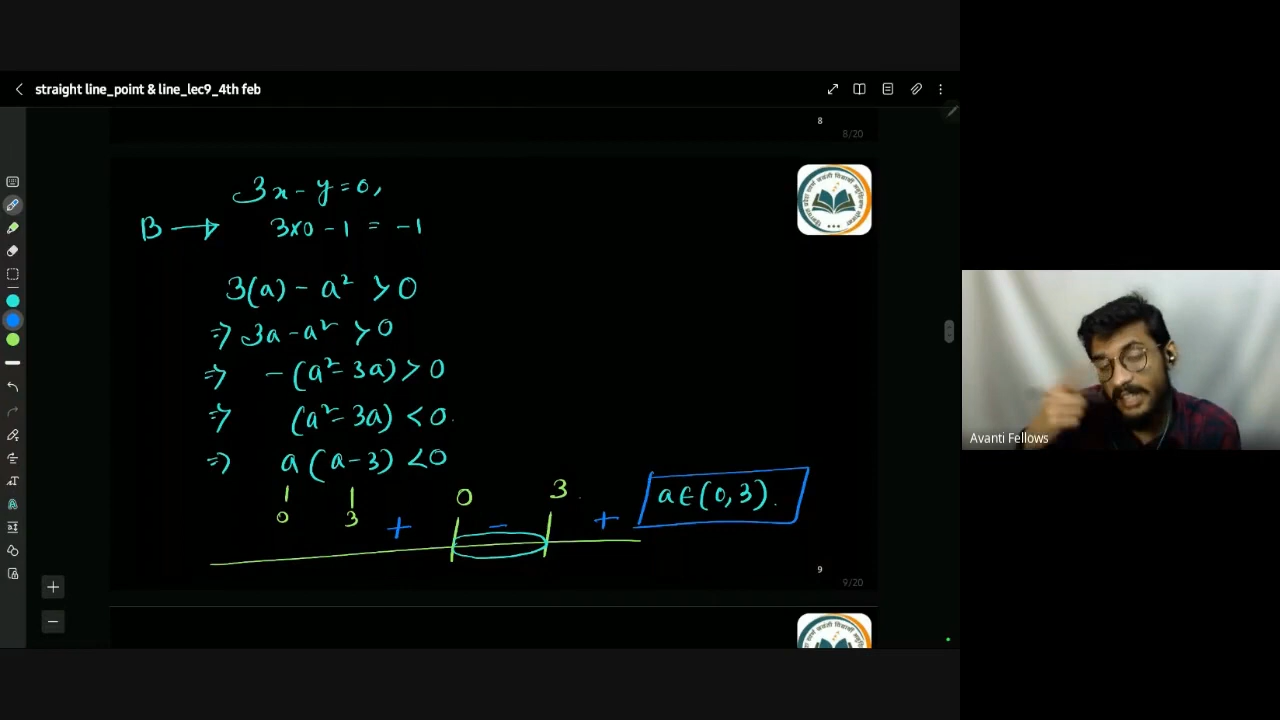 straight line_point & line_lec9_4th feb
8
8/20
3x - y = 0,
B → 3×0 - 1 = -1
3(a) - a² > 0
⇒ 3a - a² > 0
⇒ -(a² - 3a) > 0
⇒ (a² - 3a) < 0.
⇒ a (a - 3) < 0
0 3
0 3.
+ - +
a ∈ (0, 3).
9
9/20
Avanti Fellows